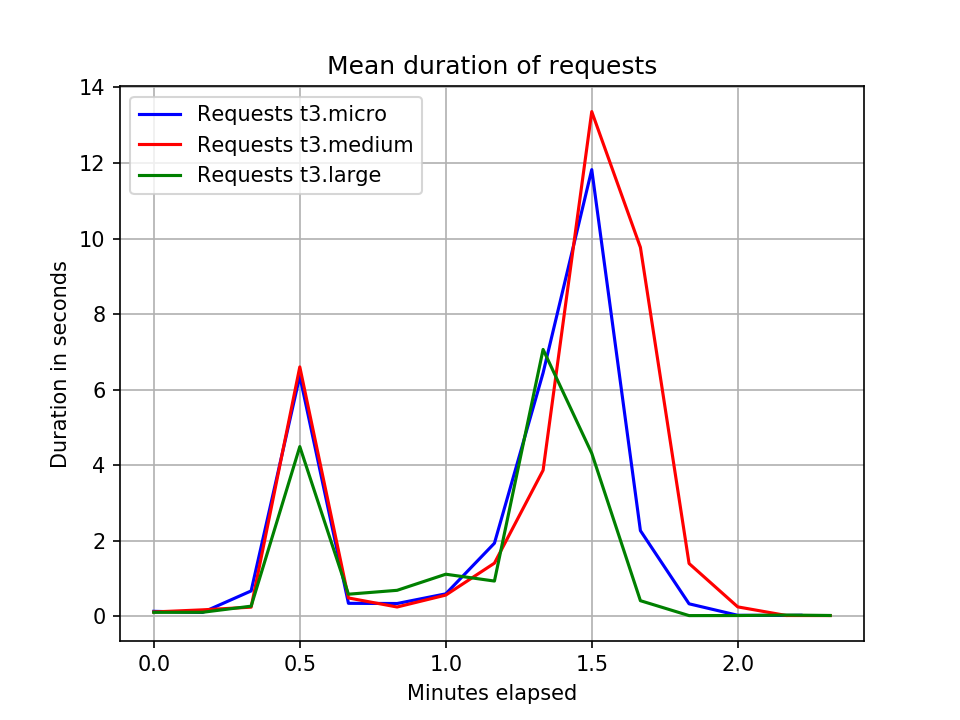 Mean duration of requests
Requests t3.micro
Requests t3.medium
Requests t3.large
Duration in seconds
14
12
10
8
6
4
2
0
0.0 0.5 1.0 1.5 2.0
Minutes elapsed